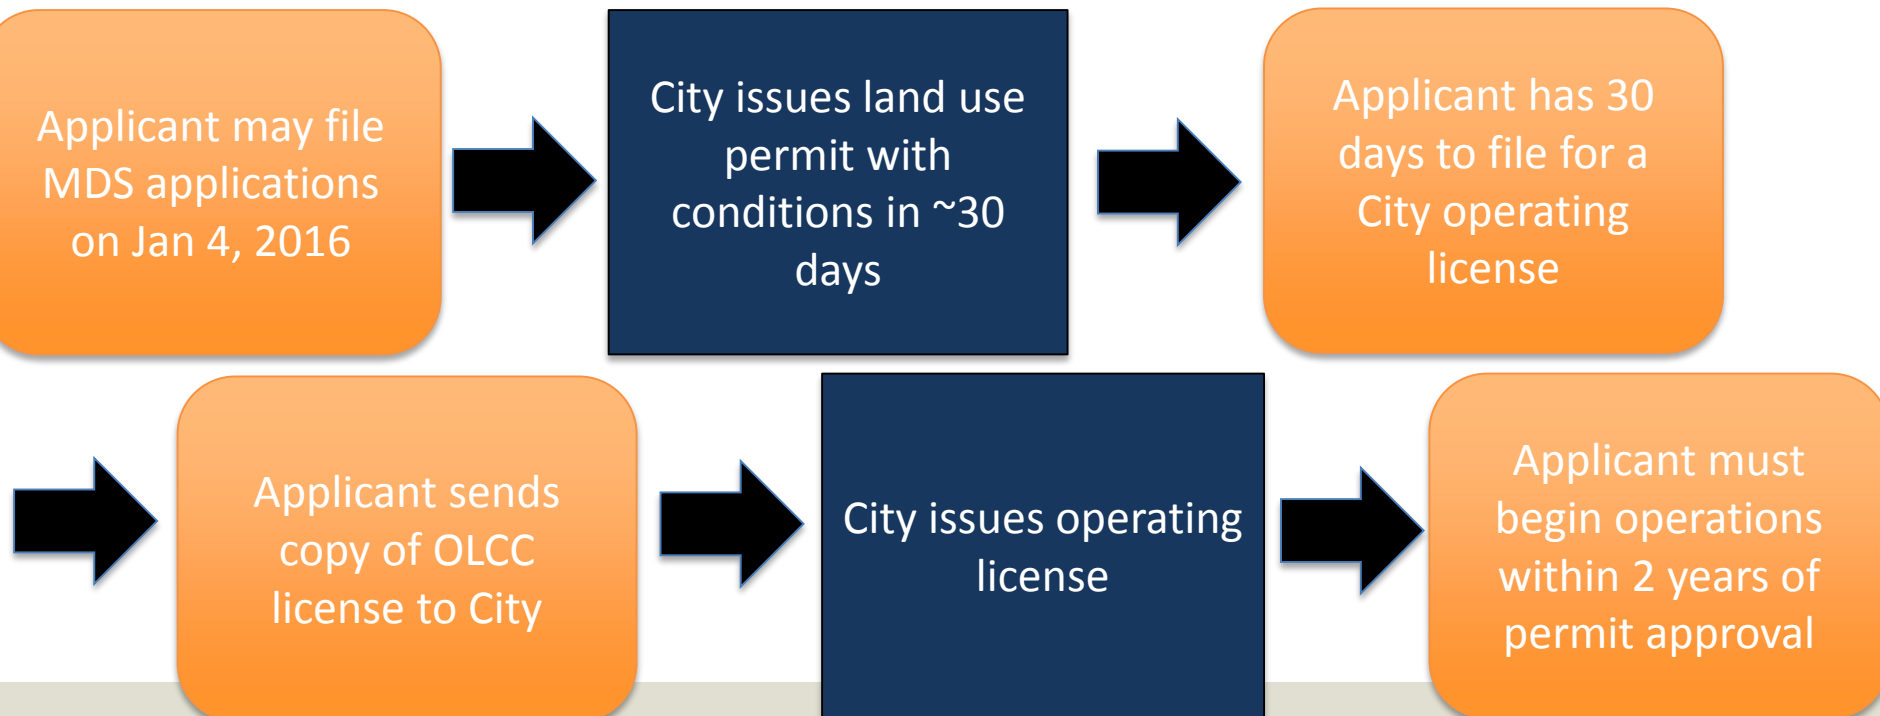 Applicant may file
MDS applications
on Jan 4, 2016
City issues land use
permit with
conditions in ~30
days
Applicant has 30
days to file for a
City operating
license
Applicant sends
copy of OLCC
license to City
City issues operating
license
Applicant must
begin operations
within 2 years of
permit approval